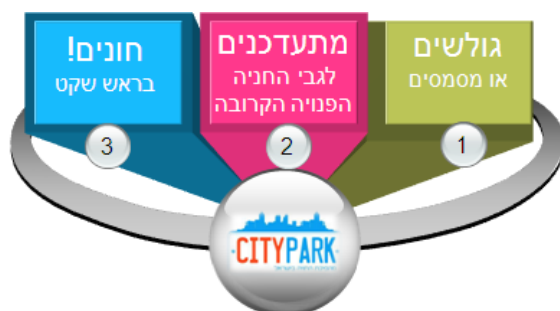 גולשים
או מסמסים
1
מתעדכנים
לגבי החניה
הפנויה הקרובה
2
חונים!
בראש שקט
3
CITYPARK